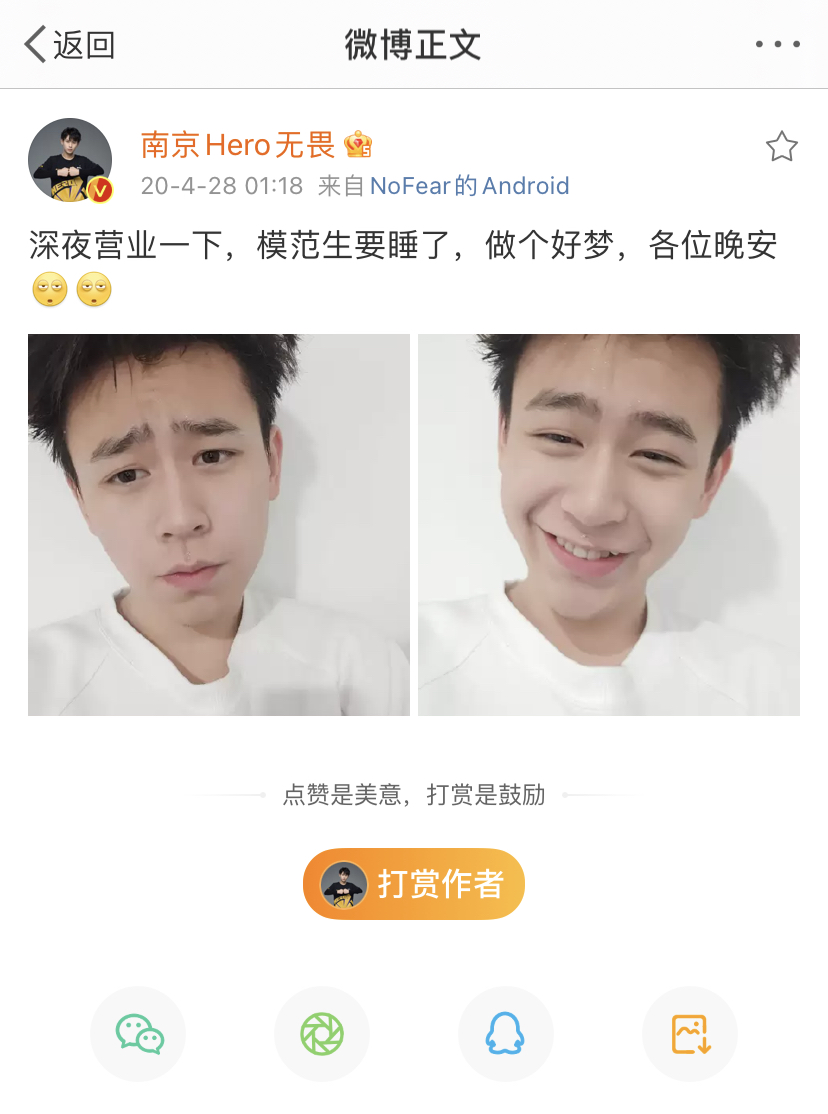 返回
微博正文
南京Hero无畏
20-4-28 01:18 来自NoFear的Android
深夜营业一下，模范生要睡了，做个好梦，各位晚安
点赞是美意，打赏是鼓励
打赏作者